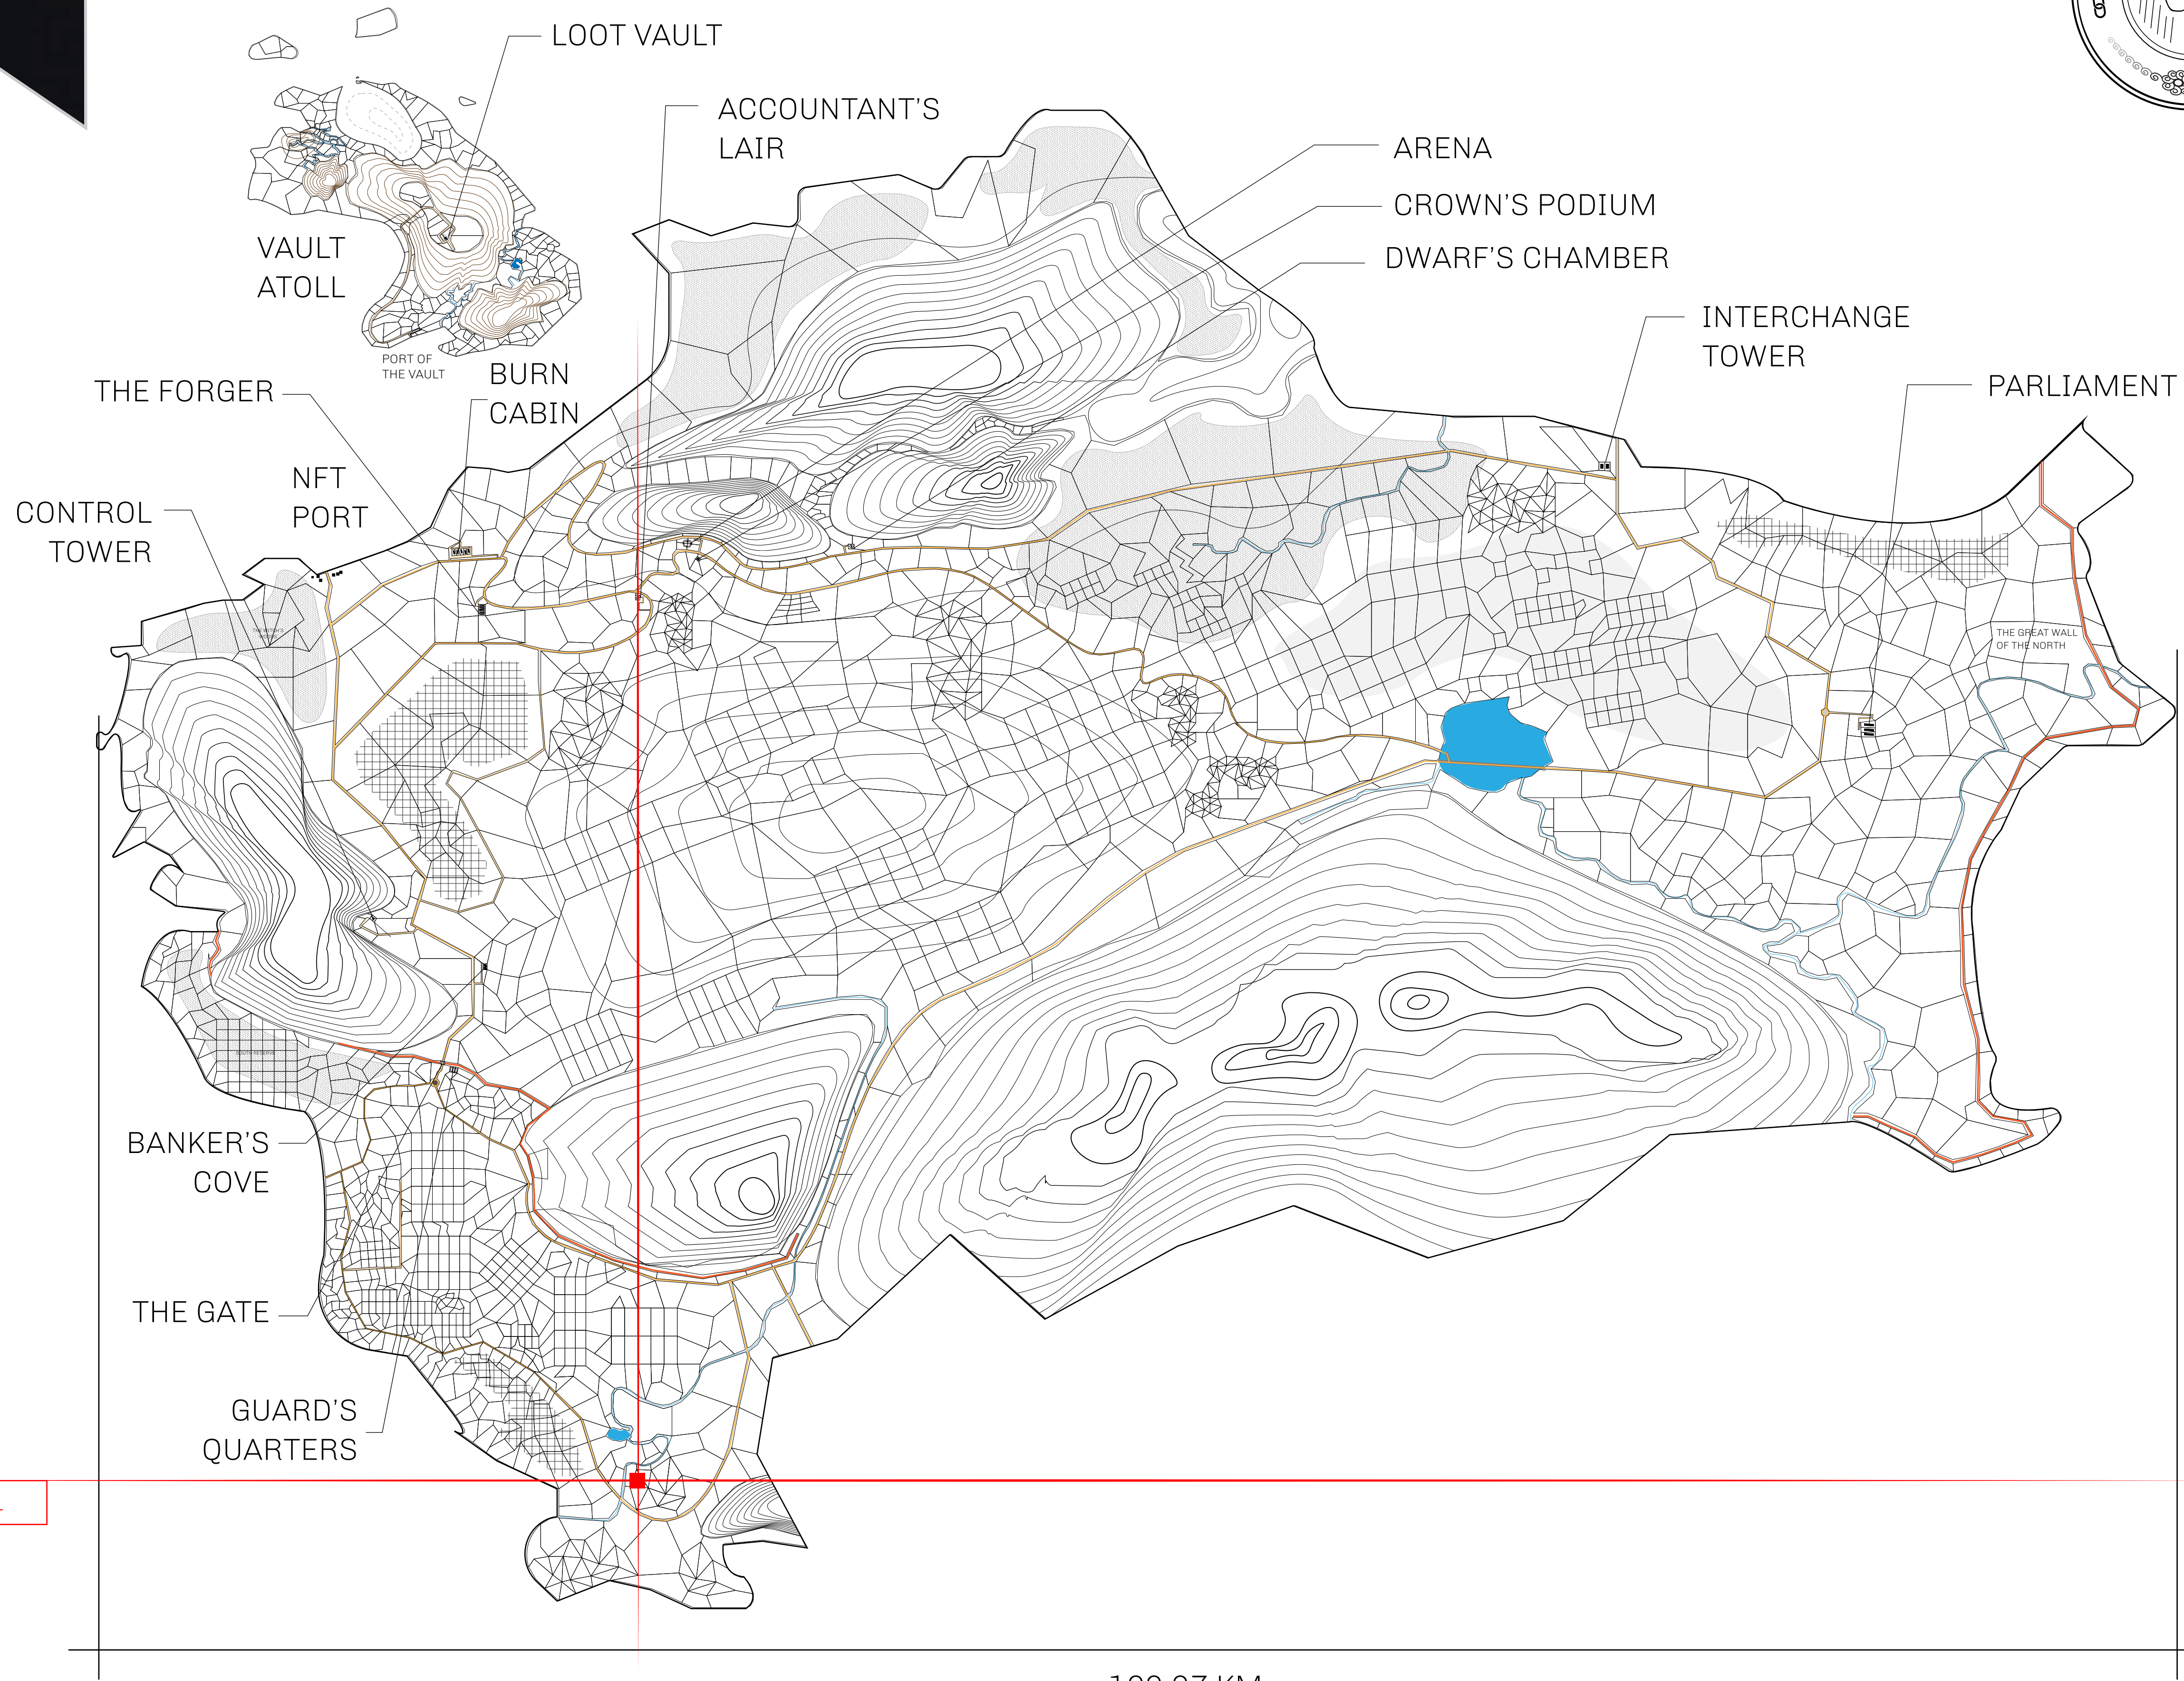 LOOT VAULT
ACCOUNTANT'S
LAIR
ARENA
CROWN'S PODIUM
DWARF'S CHAMBER
VAULT
ATOLL
INTERCHANGE
TOWER
PORT OF
THE VAULT
BURN
CABIN
THE FORGER
PARLIAMENT
NFT
PORT
CONTROL
TOWER
THE GREAT WALL
OF THE NORTH
SOUTH RESERVE
BANKER'S
COVE
THE GATE
GUARD'S
QUARTERS